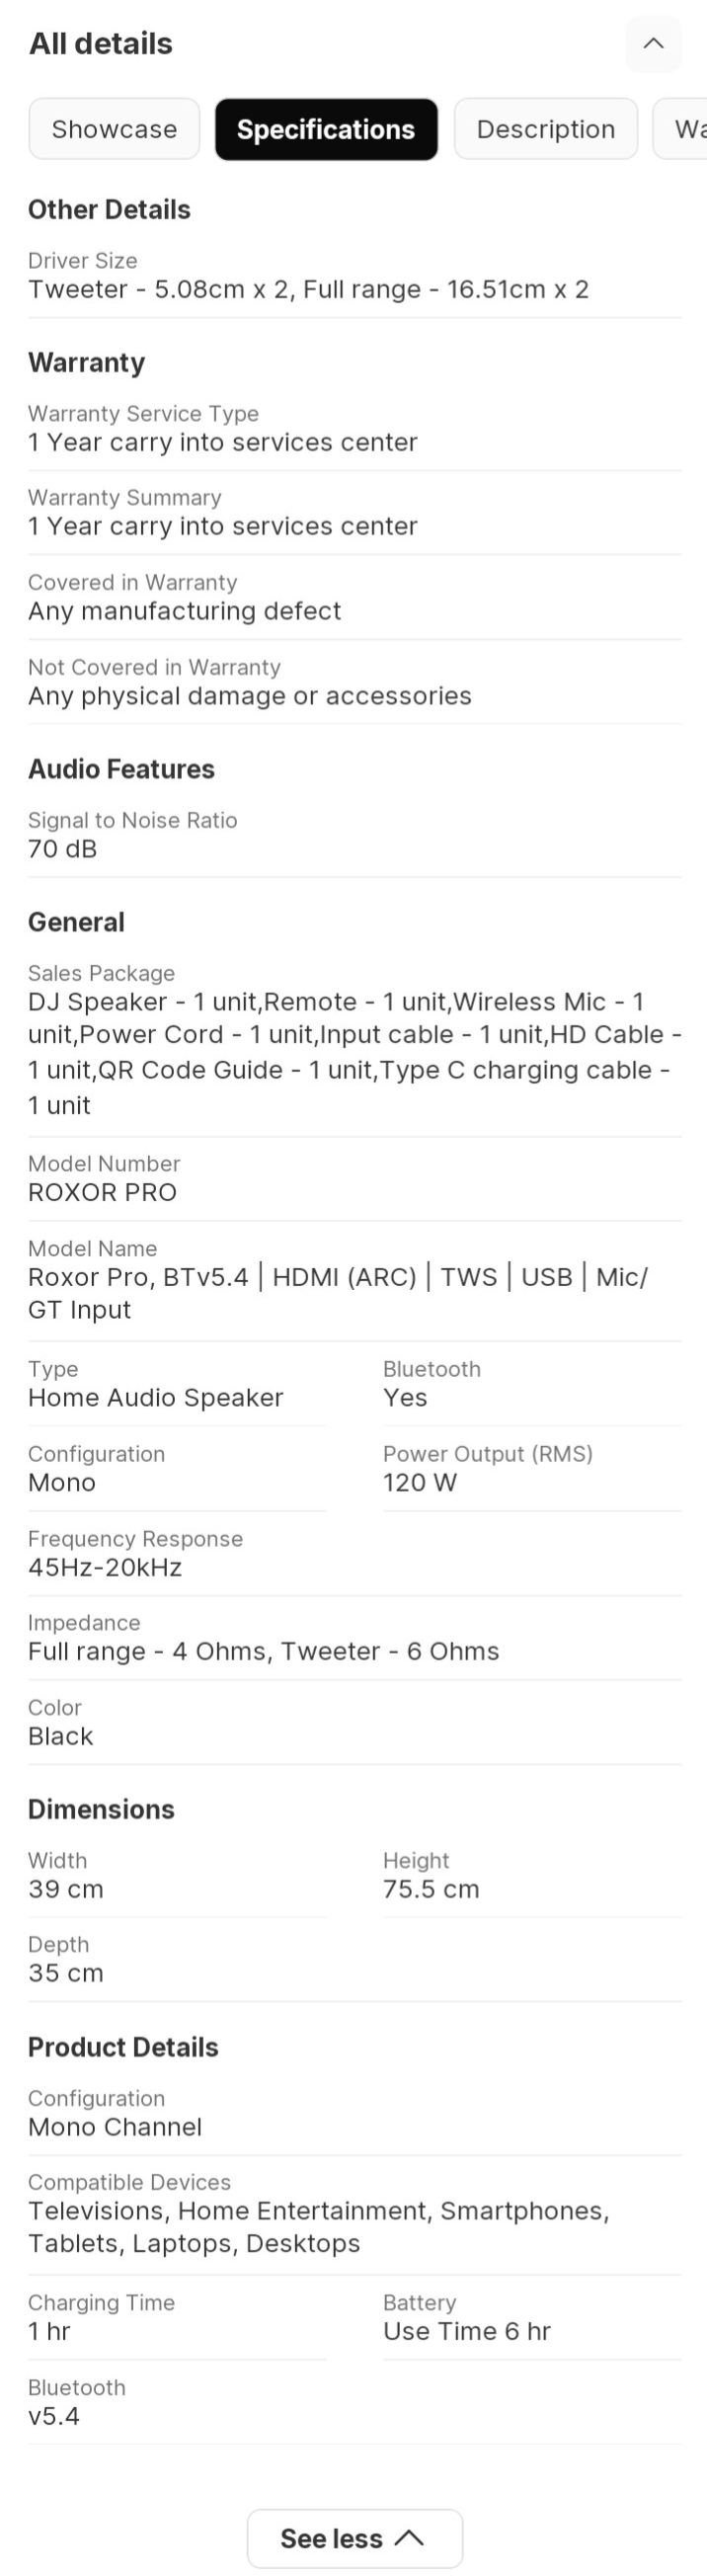 All details
Showcase
Specifications
Description
Wa
Other Details
Driver Size
Tweeter - 5.08cm x 2, Full range - 16.51cm x 2
Warranty
Warranty Service Type
1 Year carry into services center
Warranty Summary
1 Year carry into services center
Covered in Warranty
Any manufacturing defect
Not Covered in Warranty
Any physical damage or accessories
Audio Features
Signal to Noise Ratio
70 dB
General
Sales Package
DJ Speaker - 1 unit,Remote - 1 unit,Wireless Mic - 1
unit,Power Cord - 1 unit,Input cable - 1 unit,HD Cable -
1 unit,QR Code Guide - 1 unit,Type C charging cable -
1 unit
Model Number
ROXOR PRO
Model Name
Roxor Pro, BTv5.4 | HDMI (ARC) | TWS | USB | Mic/
GT Input
Type
Home Audio Speaker
Bluetooth
Yes
Configuration
Mono
Power Output (RMS)
120 W
Frequency Response
45Hz-20kHz
Impedance
Full range - 4 Ohms, Tweeter - 6 Ohms
Color
Black
Dimensions
Width
39 cm
Height
75.5 cm
Depth
35 cm
Product Details
Configuration
Mono Channel
Compatible Devices
Televisions, Home Entertainment, Smartphones,
Tablets, Laptops, Desktops
Charging Time
1 hr
Battery
Use Time 6 hr
Bluetooth
v5.4
See less